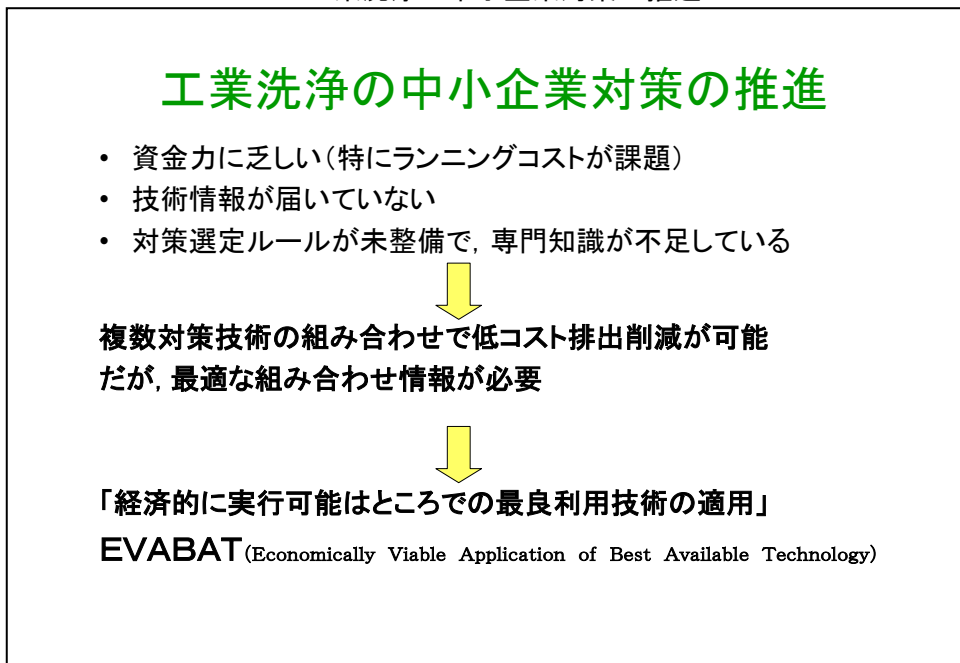 工業洗浄の中小企業対策の推進
• 資金力に乏しい(特にランニングコストが課題)
• 技術情報が届いていない
• 対策選定ルールが未整備で, 専門知識が不足している
複数対策技術の組み合わせで低コスト排出削減が可能
だが, 最適な組み合わせ情報が必要
「経済的に実行可能はところでの最良利用技術の適用」
EVABAT(Economically Viable Application of Best Available Technology)